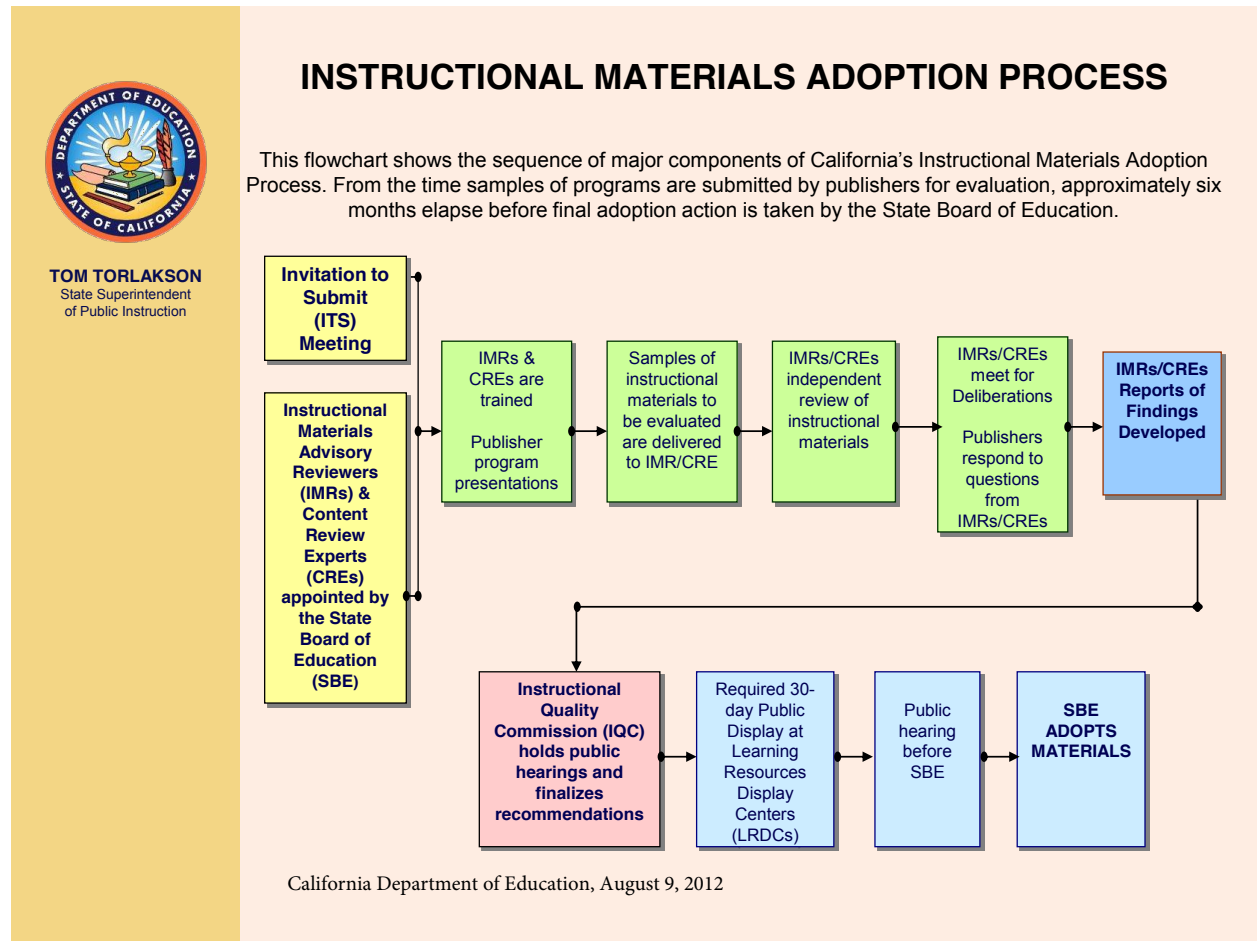 DEPARTMENT OF EDUCATION
STATE OF CALIFORNIA
TOM TORLAKSON
State Superintendent
of Public Instruction
INSTRUCTIONAL MATERIALS ADOPTION PROCESS
This flowchart shows the sequence of major components of California’s Instructional Materials Adoption
Process. From the time samples of programs are submitted by publishers for evaluation, approximately six
months elapse before final adoption action is taken by the State Board of Education.
Invitation to
Submit
(ITS)
Meeting
Instructional
Materials
Advisory
Reviewers
(IMRs) &
Content
Review
Experts
(CREs)
appointed by
the State
Board of
Education
(SBE)
IMRs &
CREs are
trained
Publisher
program
presentations
Samples of
instructional
materials to
be evaluated
are delivered
to IMR/CRE
IMRs/CREs
independent
review of
instructional
materials
IMRs/CREs
meet for
Deliberations
Publishers
respond to
questions
from
IMRs/CREs
IMRs/CREs
Reports of
Findings
Developed
Instructional
Quality
Commission (IQC)
holds public
hearings and
finalizes
recommendations
Required 30-
day Public
Display at
Learning
Resources
Display
Centers
(LRDCs)
Public
hearing
before
SBE
SBE
ADOPTS
MATERIALS
California Department of Education, August 9, 2012